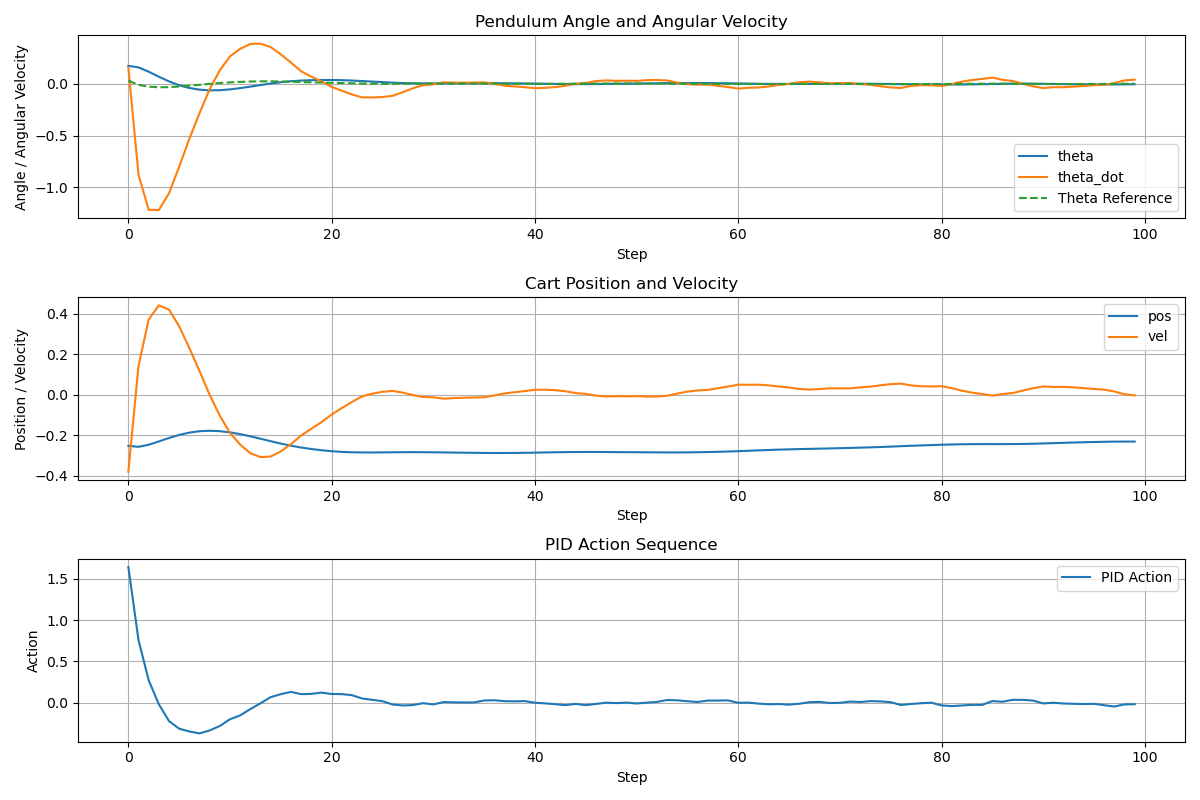 Pendulum Angle and Angular Velocity
Angle / Angular Velocity
0.0
−0.5
−1.0
theta
theta_dot
Theta Reference
0 20 40 60 80 100
Step
Cart Position and Velocity
Position / Velocity
0.4
0.2
0.0
−0.2
−0.4
pos
vel
0 20 40 60 80 100
Step
PID Action Sequence
Action
1.5
1.0
0.5
0.0
PID Action
0 20 40 60 80 100
Step